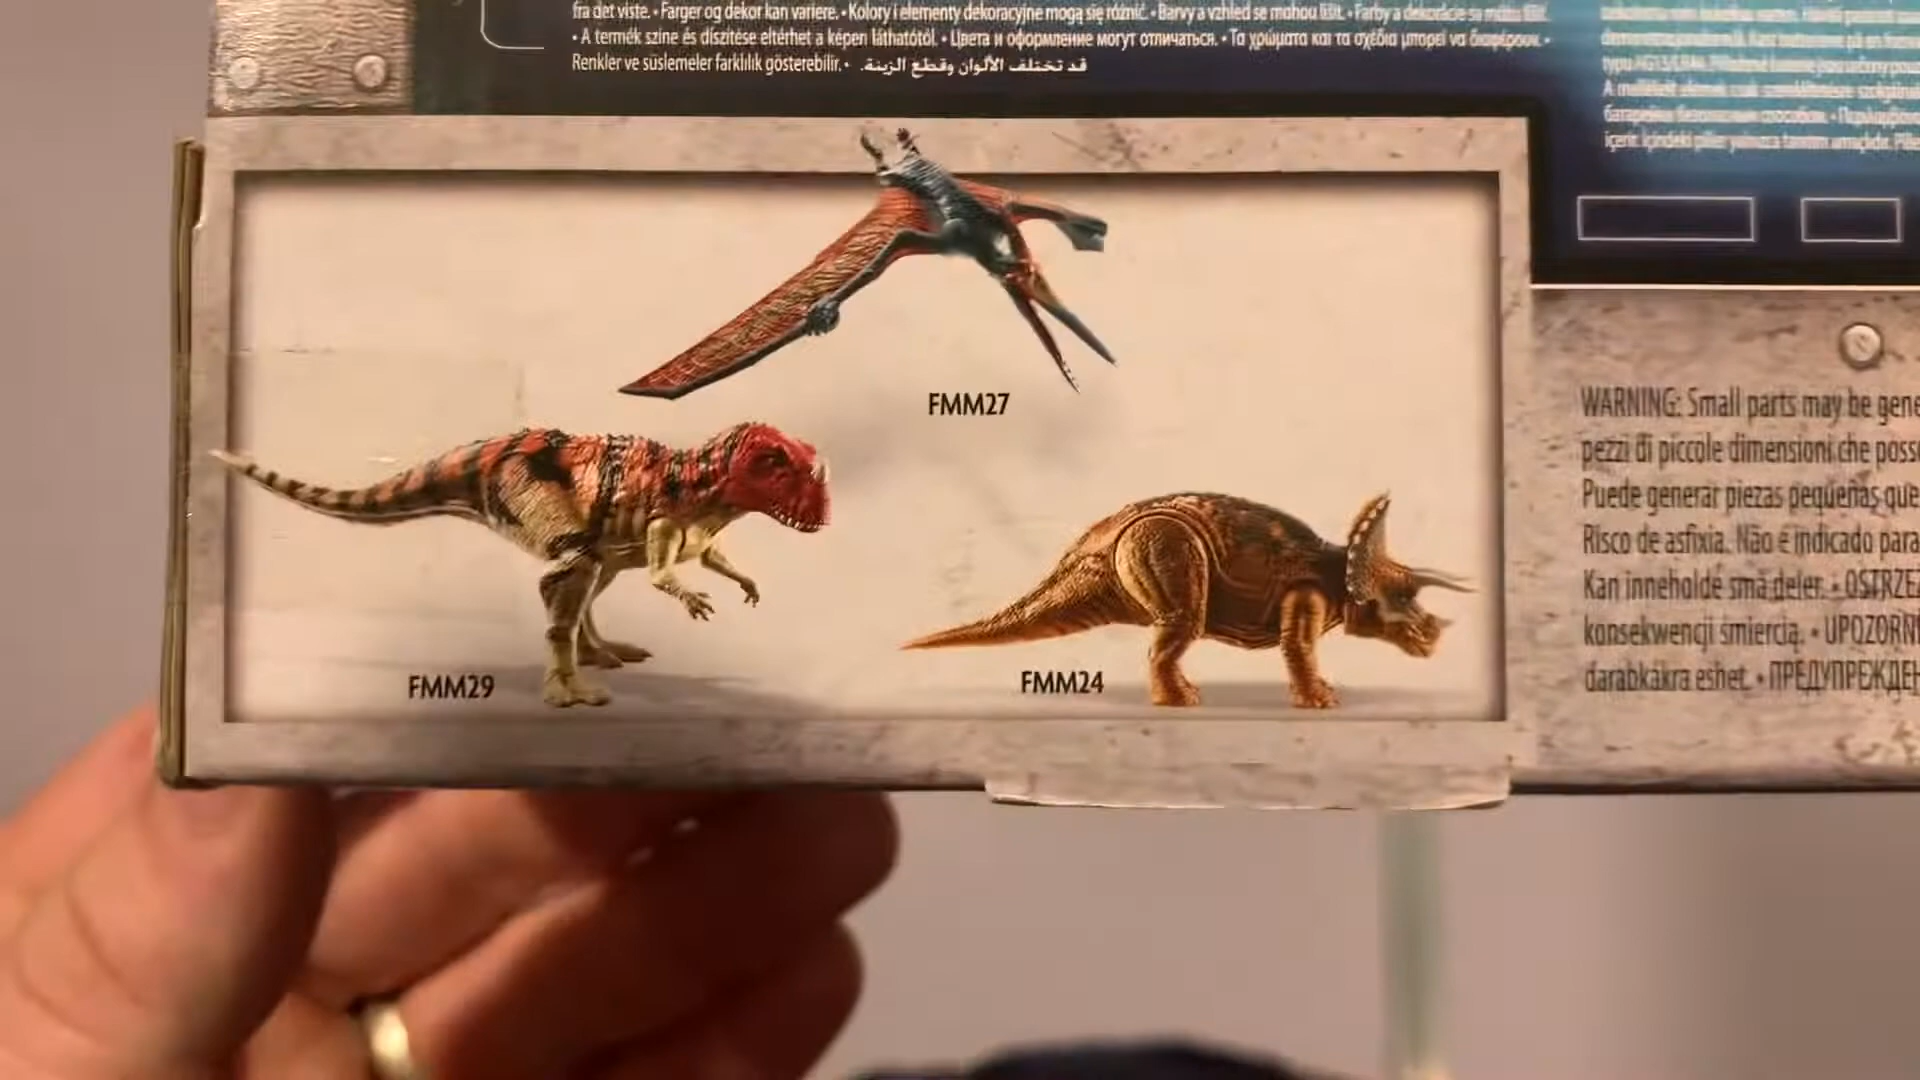 fra det viste. • Farger og dekor kan variere. • Kolory i elementy dekoracyjne mogą się różnić. • Barvy a vzhled se mohou lišit. • Farby a dekorácie sa môžu líšiť.
• A termék színe és díszítése eltérhet a képen láthatótól. • Цвета и оформление могут отличаться. • Τα χρώματα και τα σχέδια μπορεί να διαφέρουν. •
Renkler ve süslemeler farklılık gösterebilir. • قد تختلف الألوان وقطع الزينة.
FMM27
FMM29
FMM24
WARNING: Small parts may be gene
pezzi di piccole dimensioni che poss
Puede generar piezas pequeñas que
Risco de asfixia. Não é indicado para
Kan inneholde små deler. • OSTRZE
konsekwencji śmiercią. • UPOZORN
darabkákra eshet. • ПРЕДУПРЕЖДЕН